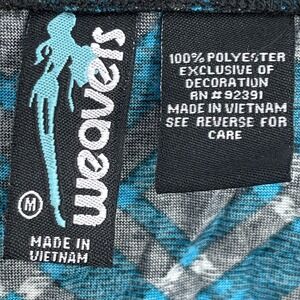 weavers
M
MADE IN
VIETNAM
100% POLYESTER
EXCLUSIVE OF
DECORATION
RN# 92391
MADE IN VIETNAM
SEE REVERSE FOR
CARE